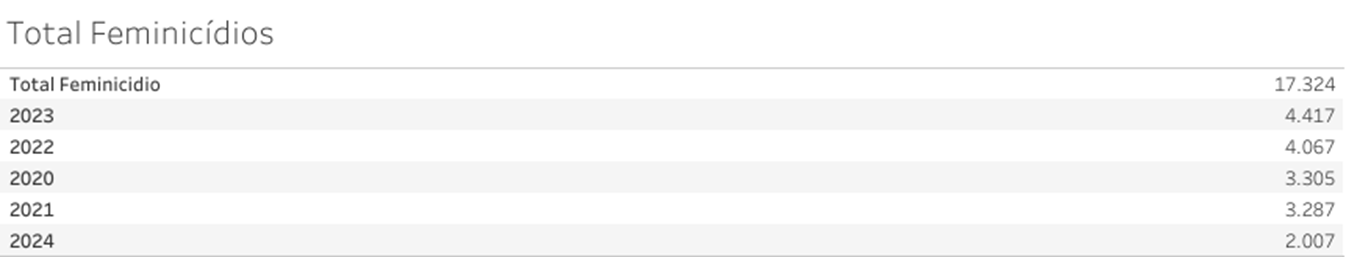 Total Feminicídios
Total Feminicidio 17.324
2023 4.417
2022 4.067
2020 3.305
2021 3.287
2024 2.007